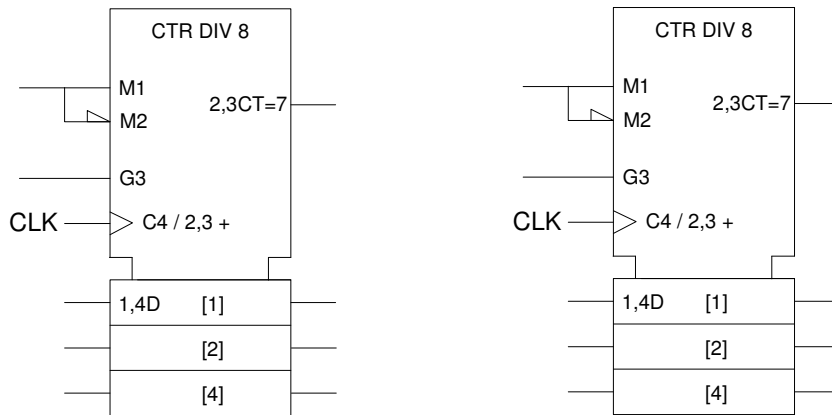 CTR DIV 8
M1
2,3CT=7
M2
G3
CLK
C4 / 2,3 +
1,4D [1]
[2]
[4]
CTR DIV 8
M1
2,3CT=7
M2
G3
CLK
C4 / 2,3 +
1,4D [1]
[2]
[4]